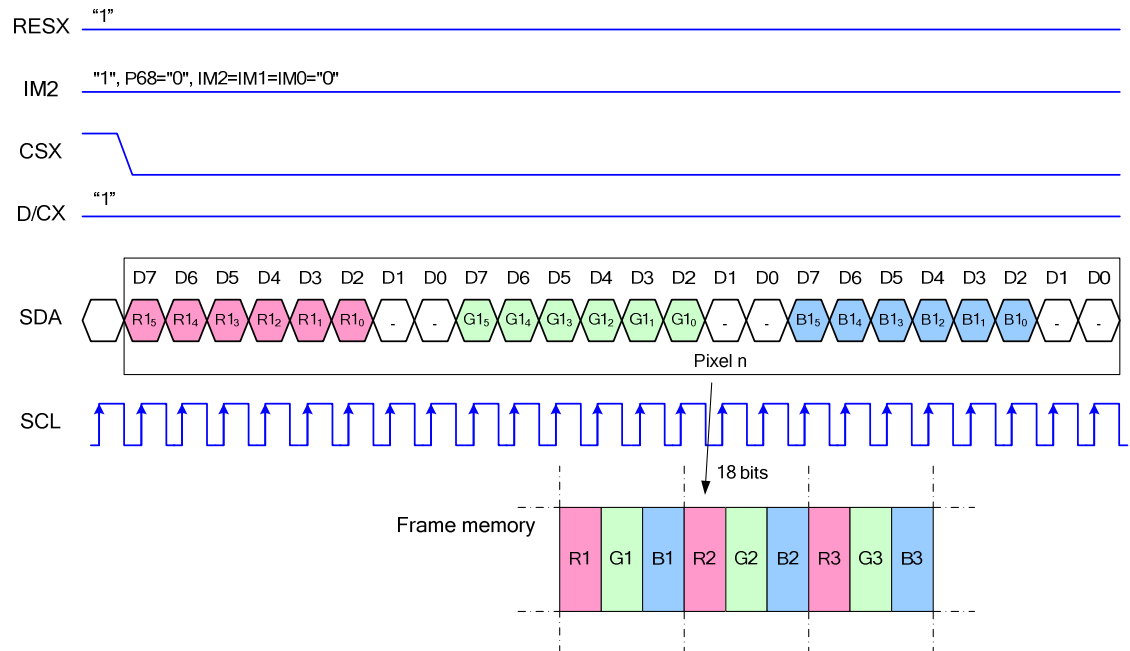 RESX “1”
IM2 "1", P68="0", IM2=IM1=IM0="0"
CSX
D/CX “1”
D7 D6 D5 D4 D3 D2 D1 D0 D7 D6 D5 D4 D3 D2 D1 D0 D7 D6 D5 D4 D3 D2 D1 D0
SDA R1₅ R1₄ R1₃ R1₂ R1₁ R1₀ - - G1₅ G1₄ G1₃ G1₂ G1₁ G1₀ - - B1₅ B1₄ B1₃ B1₂ B1₁ B1₀ - -
Pixel n
SCL
18 bits
Frame memory
R1 G1 B1 R2 G2 B2 R3 G3 B3